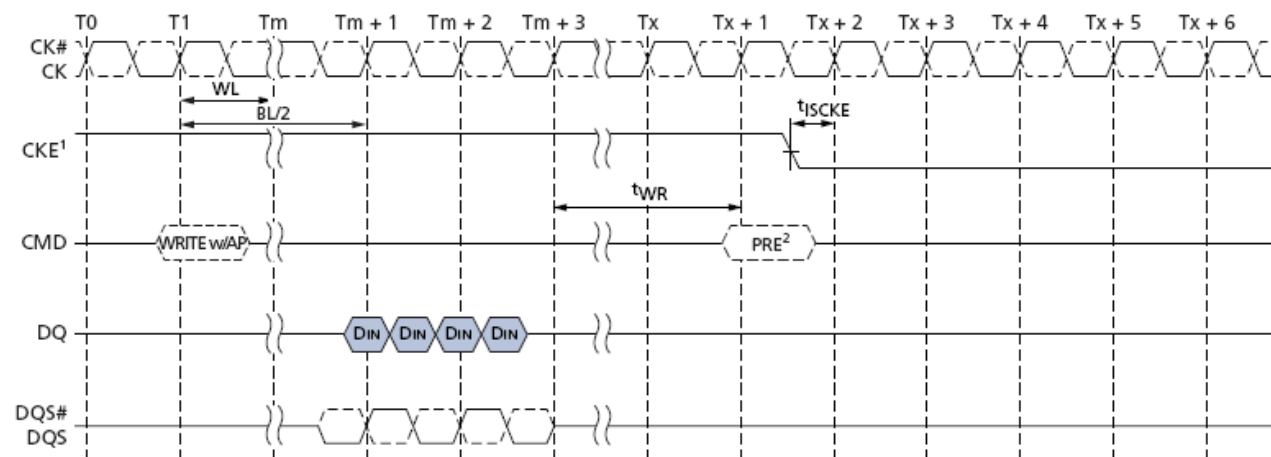 T0 T1 Tm Tm + 1 Tm + 2 Tm + 3 Tx Tx + 1 Tx + 2 Tx + 3 Tx + 4 Tx + 5 Tx + 6
CK#
CK
WL
BL/2
tISCKE
CKE1
tWR
CMD WRITE w/AP PRE2
DQ DIN DIN DIN DIN
DQS#
DQS